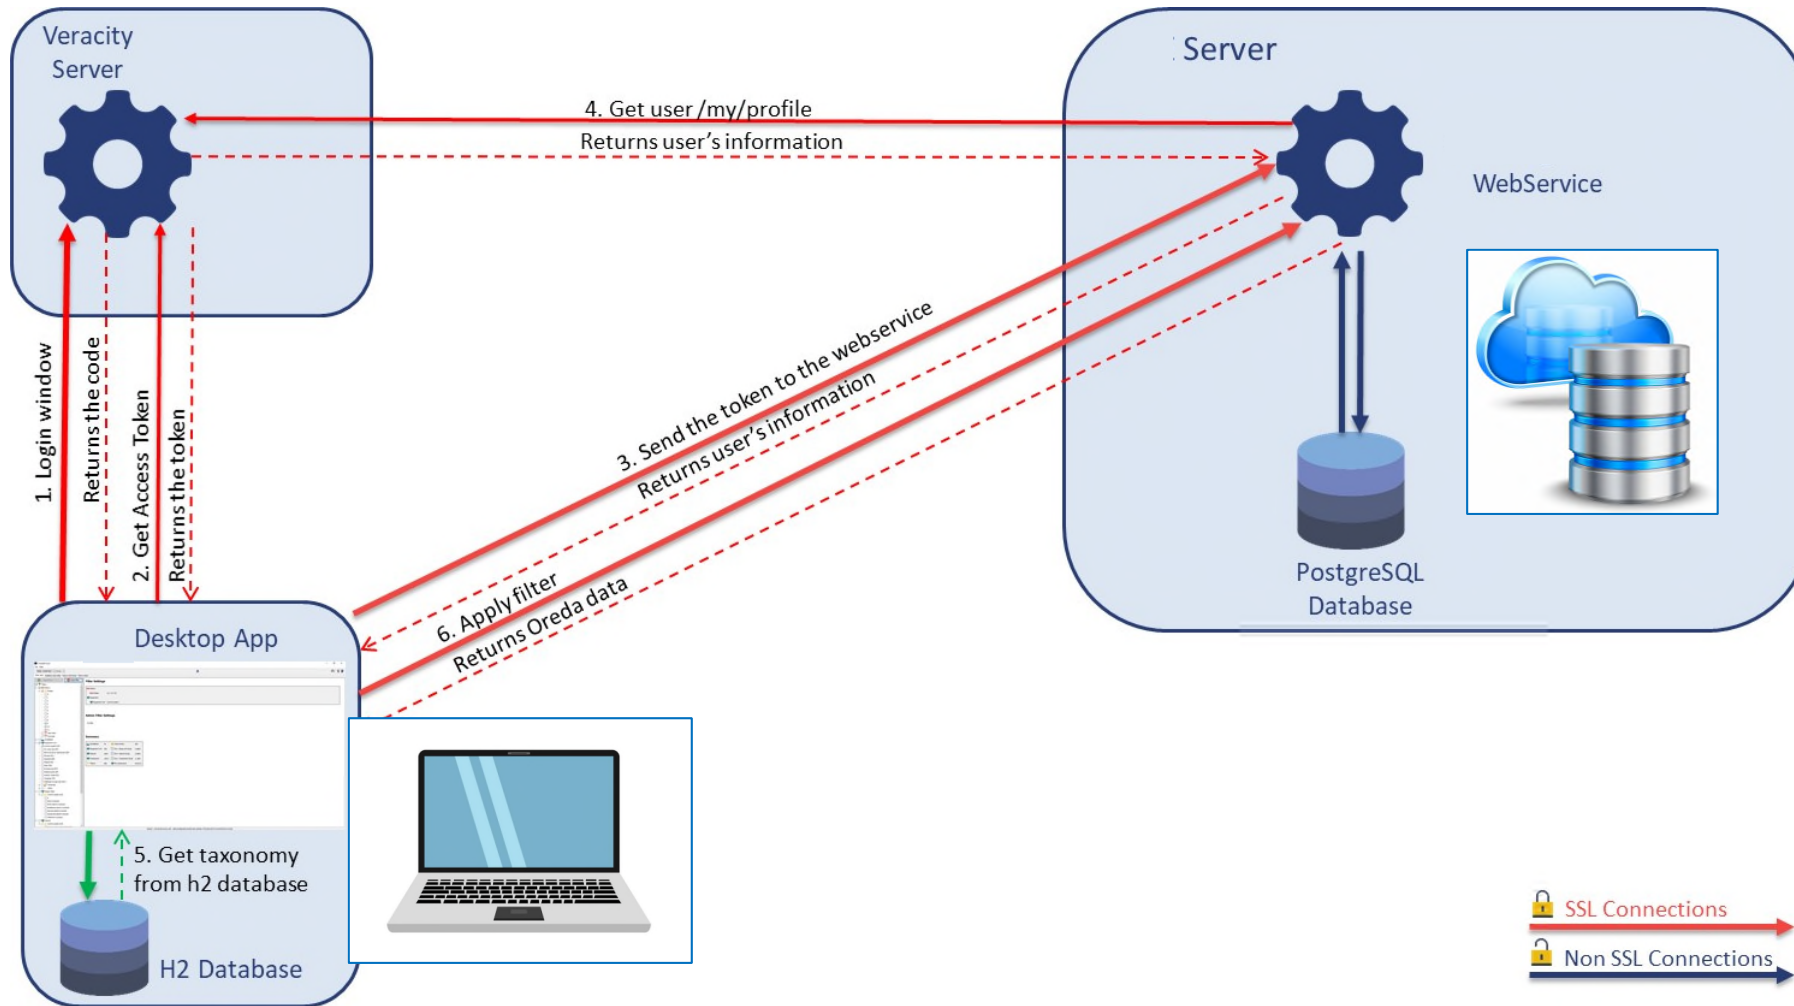 Veracity
Server
: Server
4. Get user/my/profile
Returns user's information
WebService
1. Login window
Returns the code
2. Get Access Token
Returns the token
3. Send the token to the webservice
Returns user's information
6. Apply filter
Returns Oreda data
PostgreSQL
Database
Desktop App
Filter Settings
5. Get taxonomy
from h2 database
H2 Database
SSL Connections
Non SSL Connections